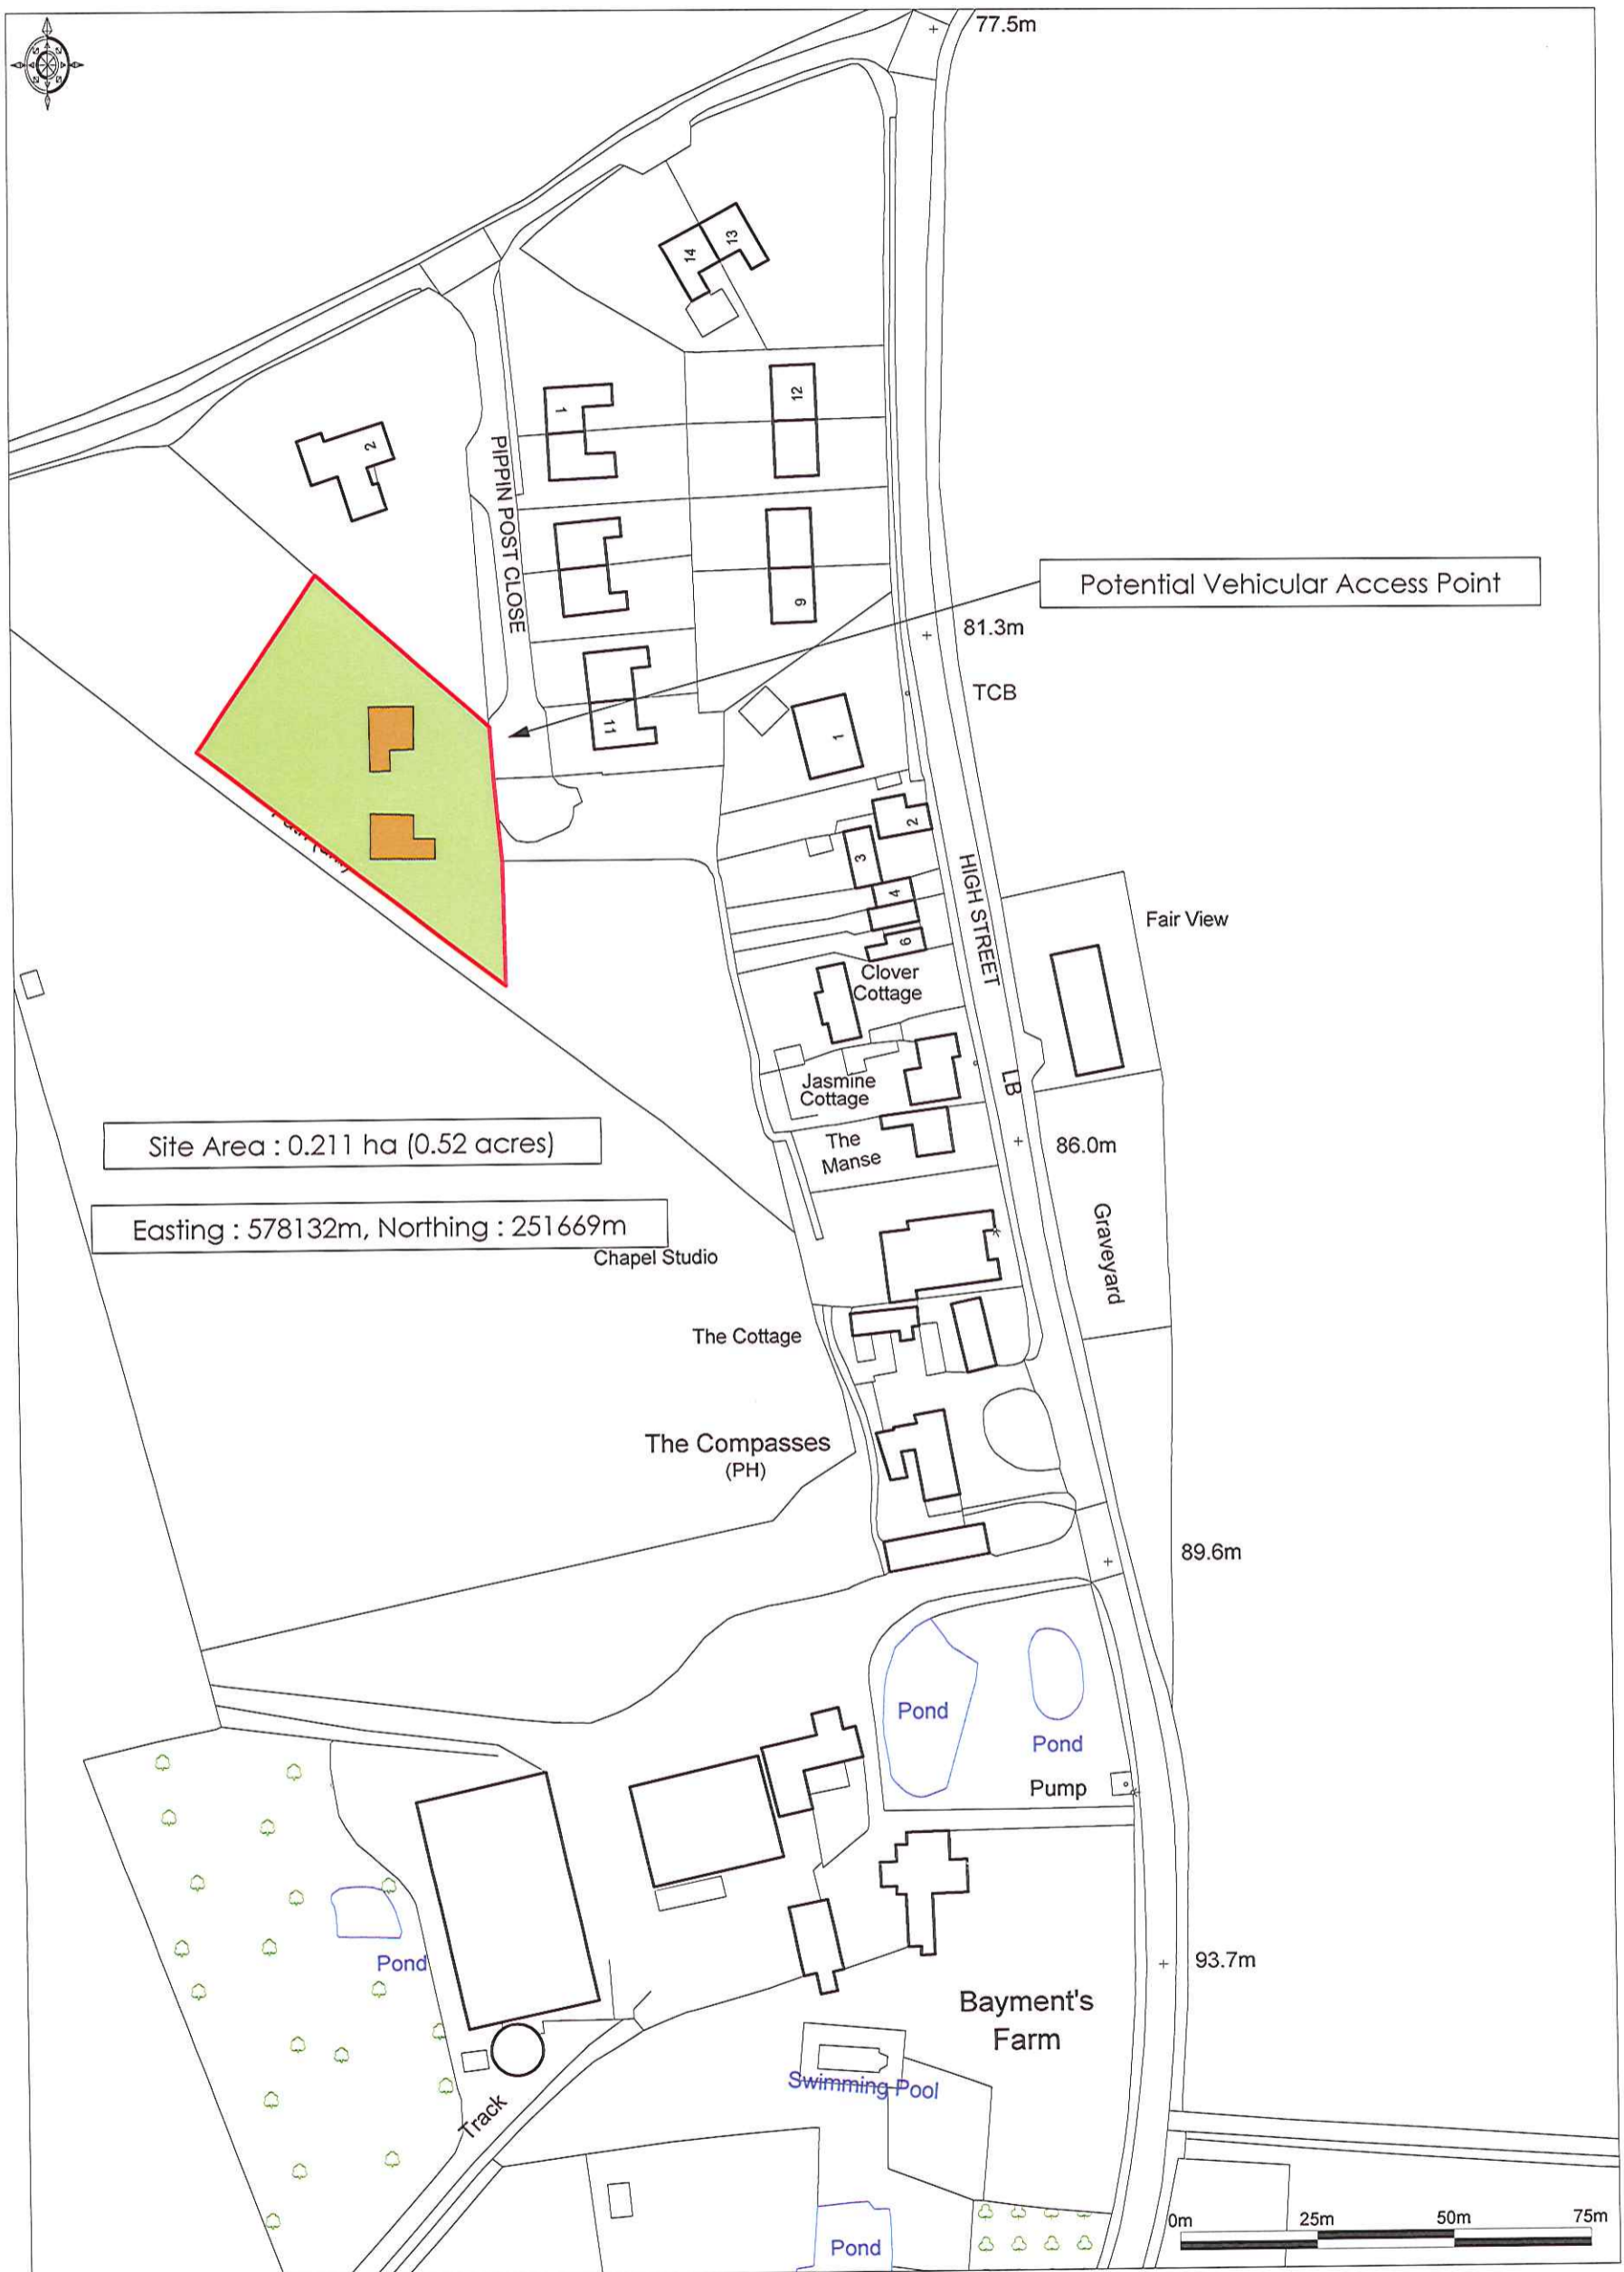 77.5m
13
14
12
1
2
PIPPIN POST CLOSE
9
Potential Vehicular Access Point
81.3m
TCB
11
1
2
3
4
HIGH STREET
6
Fair View
Clover
Cottage
LB
Jasmine
Cottage
The
Manse
86.0m
Site Area : 0.211 ha (0.52 acres)
Easting : 578132m, Northing : 251669m
Chapel Studio
Graveyard
The Cottage
The Compasses
(PH)
89.6m
Pond
Pond
Pump
Pond
93.7m
Bayment's
Farm
Swimming Pool
Track
Pond
0m 25m 50m 75m